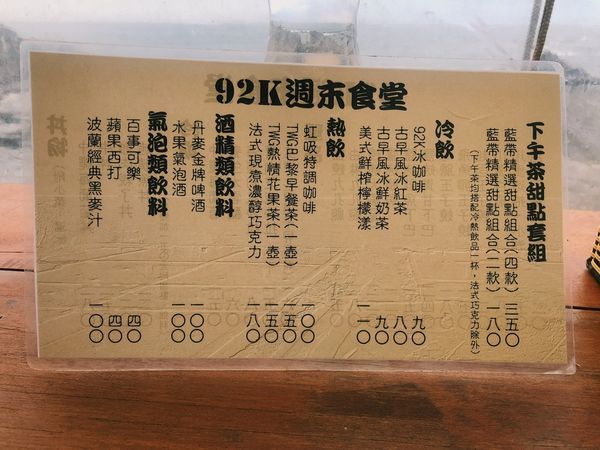 92K週末食堂
下午茶甜點套組
藍帶精選甜點組合(四款)三五〇
藍帶精選甜點組合(二款)一八〇
(下午茶均搭配冷熱飲品一杯，法式巧克力除外)
冷飲
92K冰咖啡 九〇
古早風冰紅茶 八〇
古早風冰鮮奶茶 九〇
美式鮮榨檸檬漾 一一〇
熱飲
虹吸特調咖啡 一〇〇
TWG巴黎早餐茶(一壺) 一五〇
TWG熱情花果茶(一壺) 一五〇
法式現煮濃醇巧克力 一八〇
酒精類飲料
丹麥金牌啤酒 一〇〇
水果氣泡酒 一〇〇
氣泡類飲料
百事可樂 四〇
蘋果西打 四〇
波蘭經典黑麥汁 一〇〇